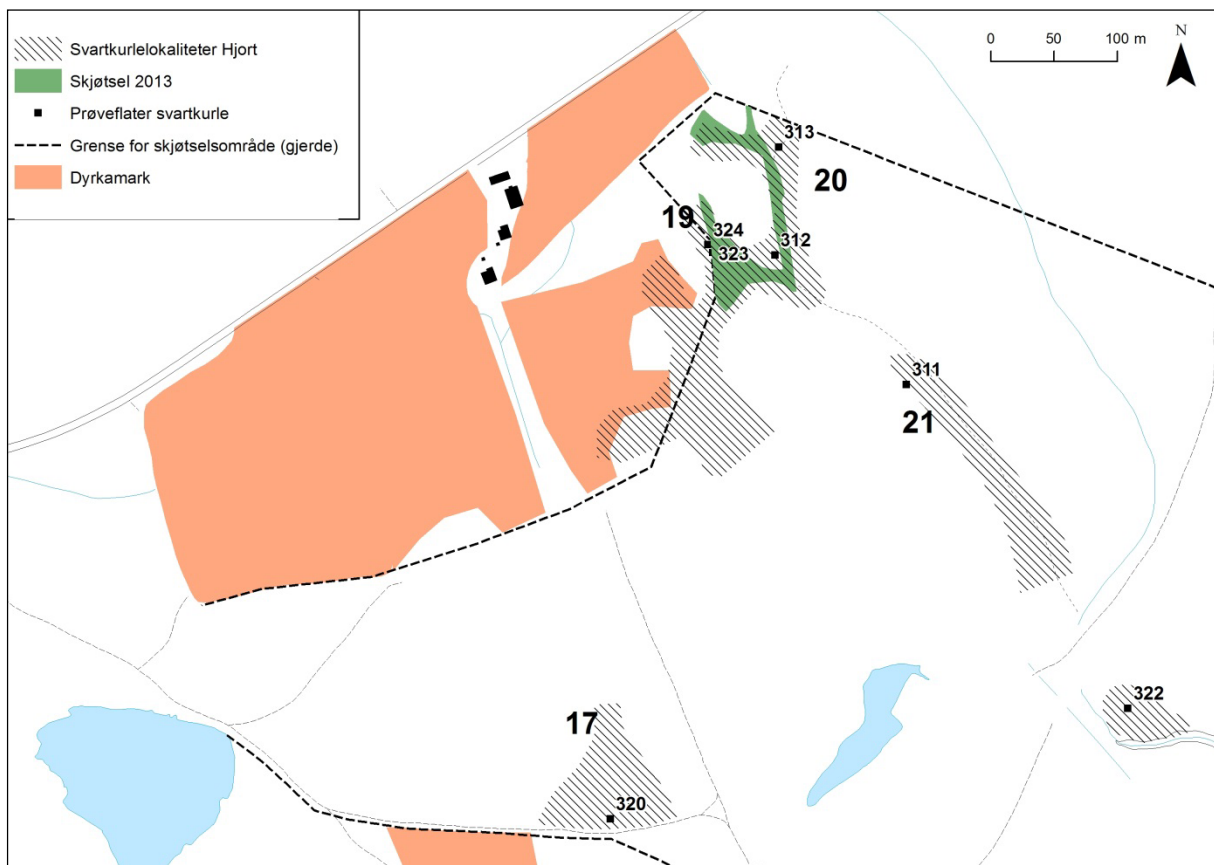 Svartkurlelokaliteter Hjort
Skjøtsel 2013
Prøveflater svartkurle
Grense for skjøtselsområde (gjerde)
Dyrkamark
0 50 100 m
N
313
20
19
324
312
323
311
21
322
17
320